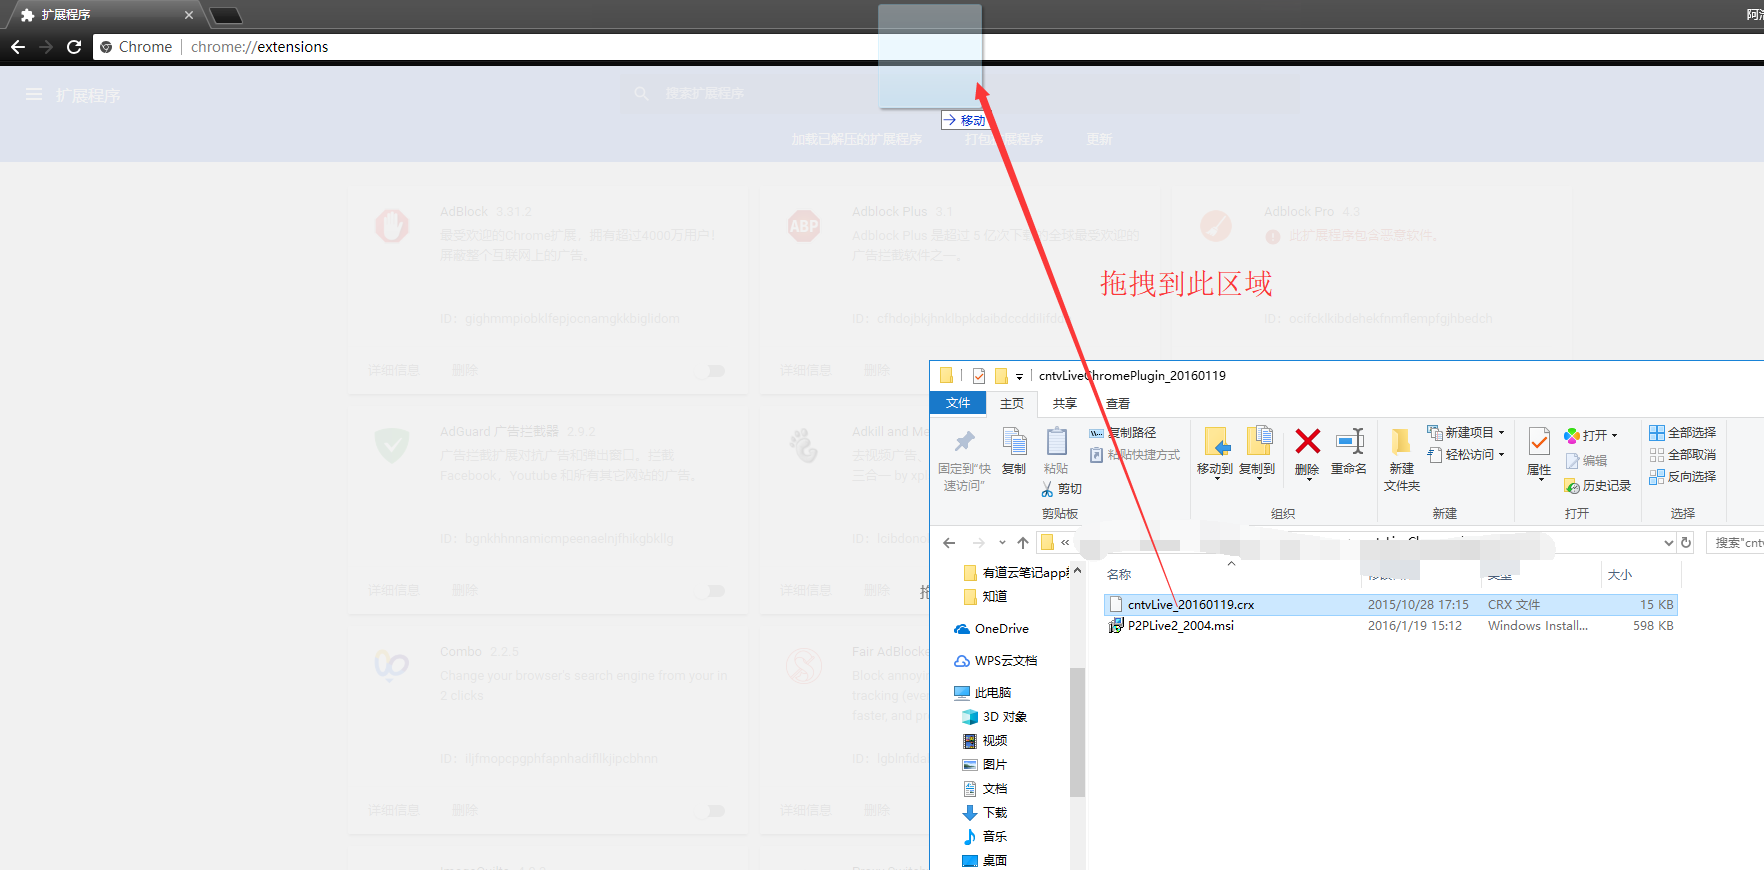 扩展程序
阿
Chrome
chrome://extensions
扩展程序
搜索扩展程序
移动
加载已解压的扩展程序
打包扩展程序
更新
AdBlock 3.31.2
最受欢迎的Chrome扩展，拥有超过4000万用户！
屏蔽整个互联网上的广告。
ID：gighmmpiobklfepjocnamgkkbiglidom
详细信息
删除
Adblock Plus 3.1
Adblock Plus 是超过 5 亿次下载的全球最受欢迎的
广告拦截软件之一。
ID：cfhdojbkjhnklbpkdaibdccddilifd
详细信息
删除
Adblock Pro 4.3
此扩展程序包含恶意软件。
ID：ocifcklkibdehekfnmflempfgjhbedch
拖拽到此区域
AdGuard 广告拦截器 2.9.2
广告拦截扩展对抗广告和弹出窗口。拦截
Facebook、Youtube 和所有其它网站的广告。
ID：bgnkhhnnamicmpeenaelnjfhikgbkllg
详细信息
删除
Adkill and Me
去视频广告、
三合一 by xpl
详细信息
删除
拖
Combo 2.2.5
Change your browser's search engine from your in
2 clicks
ID：lljfmopcpgphfapnhadifilkjipcbhnn
详细信息
删除
Fair AdBlocke
Block annoyin
tracking (eve
faster, and pr
详细信息
删除
cntvLiveChromePlugin_20160119
文件
主页
共享
查看
固定到"快
速访问"
复制
粘贴
复制路径
粘贴快捷方式
剪切
剪贴板
移动到
复制到
删除
重命名
组织
新建
文件夹
新建项目
轻松访问
新建
属性
打开
编辑
历史记录
打开
全部选择
全部取消
反向选择
选择
«
搜索"cntv
名称
大小
cntvLive_20160119.crx
2015/10/28 17:15
CRX 文件
15 KB
P2PLive2_2004.msi
2016/1/19 15:12
Windows Install...
598 KB
有道云笔记app
知道
OneDrive
WPS云文档
此电脑
3D 对象
视频
图片
文档
下载
音乐
桌面